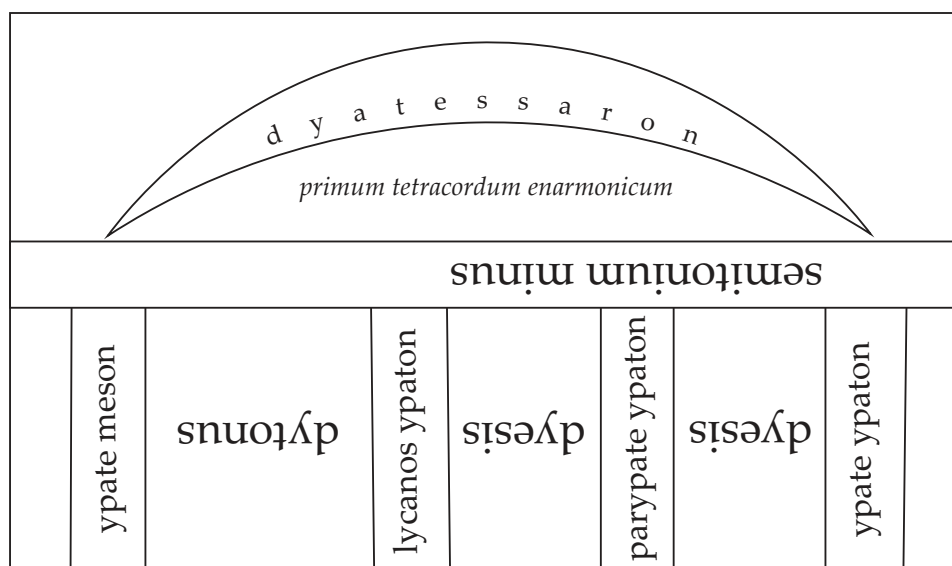 dyatessaron
primum tetracordum enarmonicum
semitonium minus
ypate meson
dytonus
lycanos ypaton
dyesis
parypate ypaton
dyesis
ypate ypaton